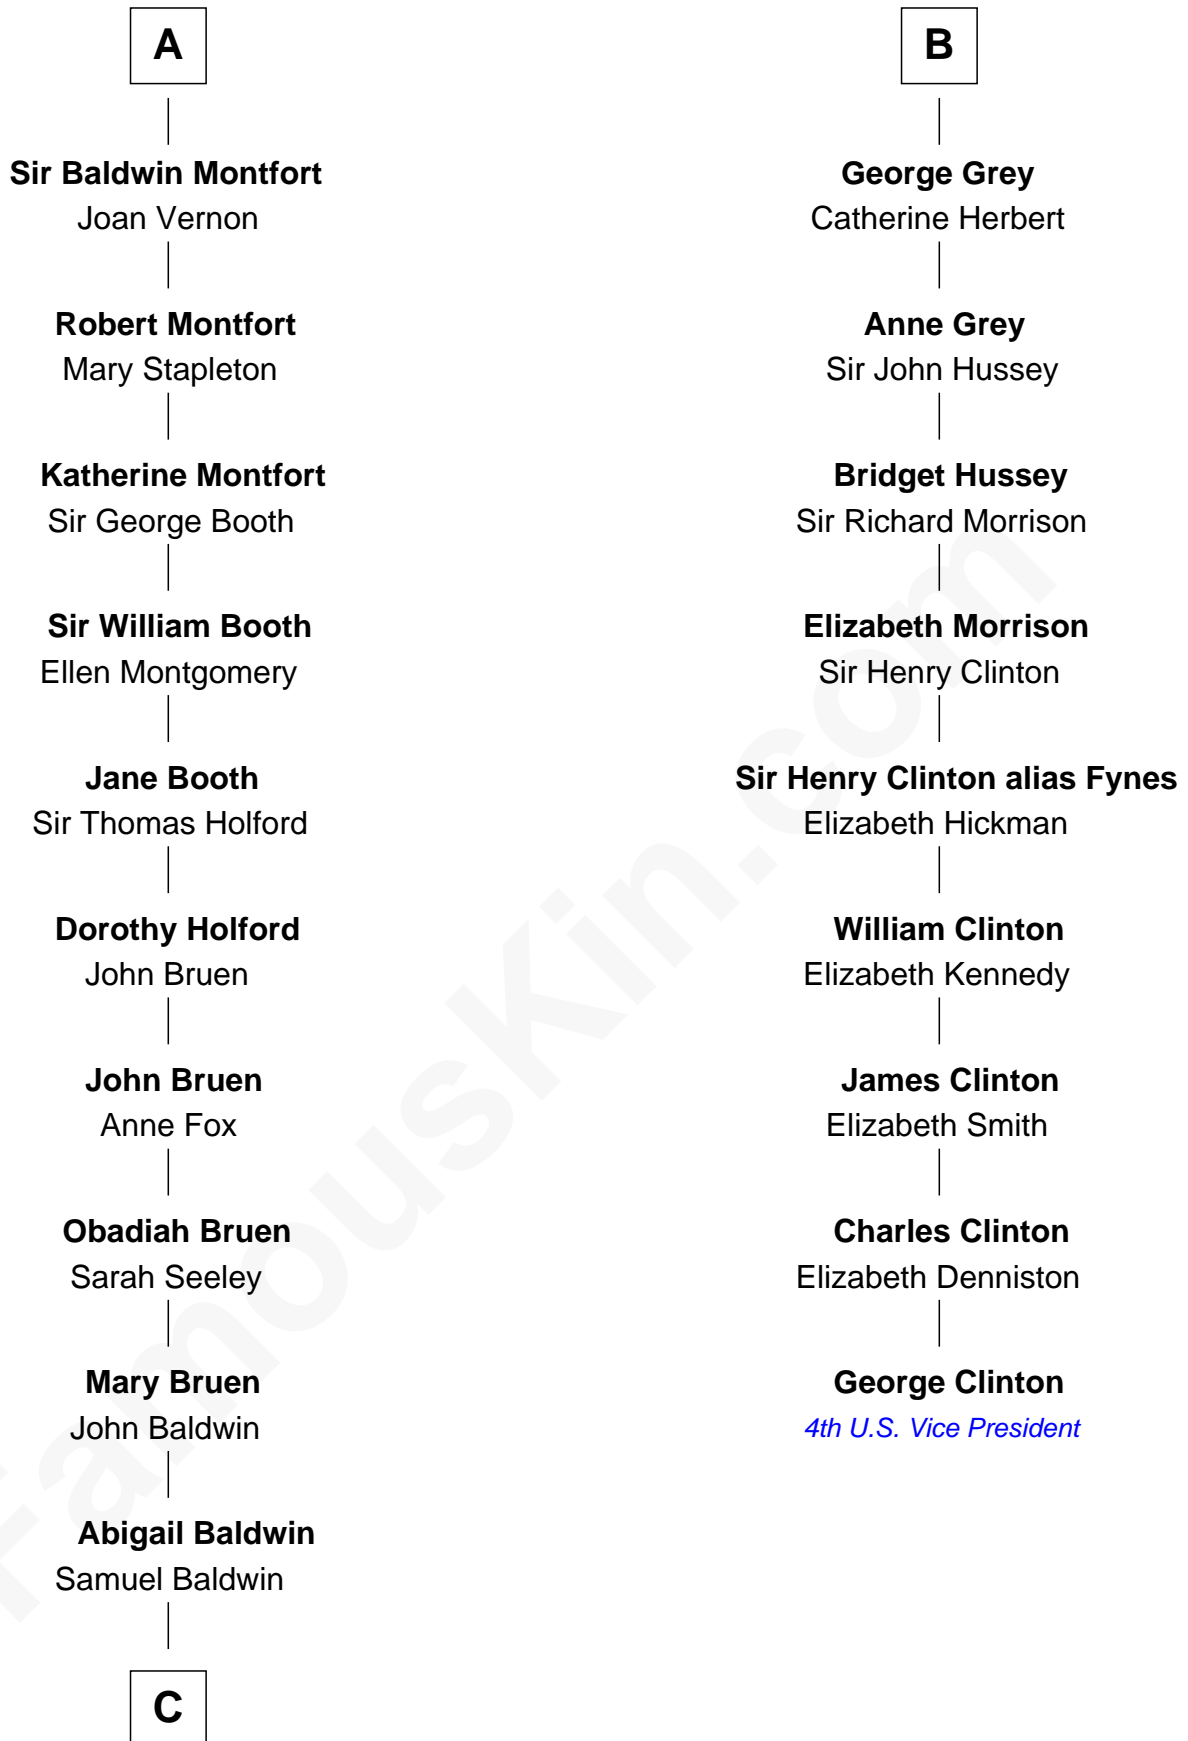 A
Sir Baldwin Montfort
Joan Vernon
Robert Montfort
Mary Stapleton
Katherine Montfort
Sir George Booth
Sir William Booth
Ellen Montgomery
Jane Booth
Sir Thomas Holford
Dorothy Holford
John Bruen
John Bruen
Anne Fox
Obadiah Bruen
Sarah Seeley
Mary Bruen
John Baldwin
Abigail Baldwin
Samuel Baldwin
C
B
George Grey
Catherine Herbert
Anne Grey
Sir John Hussey
Bridget Hussey
Sir Richard Morrison
Elizabeth Morrison
Sir Henry Clinton
Sir Henry Clinton alias Fynes
Elizabeth Hickman
William Clinton
Elizabeth Kennedy
James Clinton
Elizabeth Smith
Charles Clinton
Elizabeth Denniston
George Clinton
4th U.S. Vice President
FamousKin.com